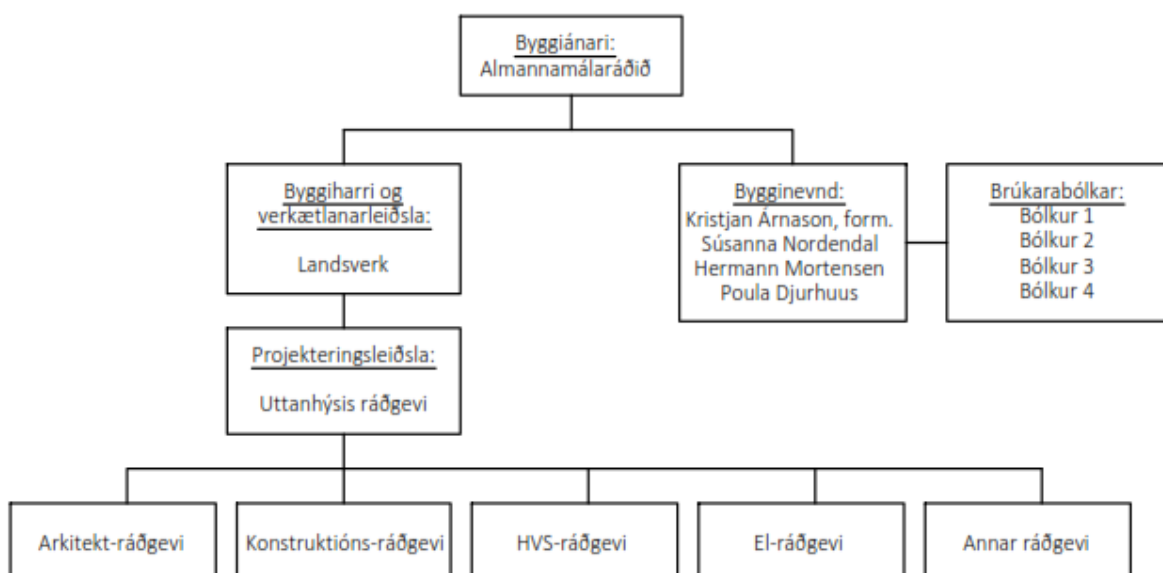 Byggiánari:
Almannamálaráðið
Byggiharri og
verkætlanarleiðsla:
Landsverk
Bygginevnd:
Kristjan Árnason, form.
Súsanna Nordendal
Hermann Mortensen
Poula Djurhuus
Brúkarabólkar:
Bólkur 1
Bólkur 2
Bólkur 3
Bólkur 4
Projekteringsleiðsla:
Uttanhýsis ráðgevi
Arkitekt-ráðgevi
Konstruktións-ráðgevi
HVS-ráðgevi
El-ráðgevi
Annar ráðgevi